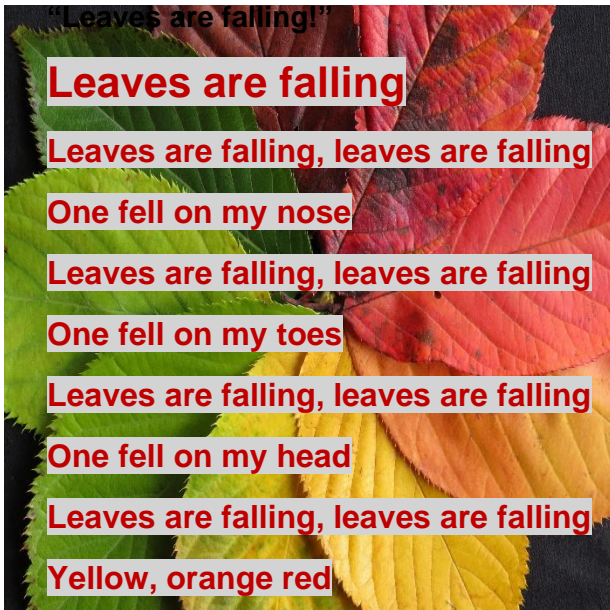 “Leaves are falling!”
Leaves are falling
Leaves are falling, leaves are falling
One fell on my nose
Leaves are falling, leaves are falling
One fell on my toes
Leaves are falling, leaves are falling
One fell on my head
Leaves are falling, leaves are falling
Yellow, orange red